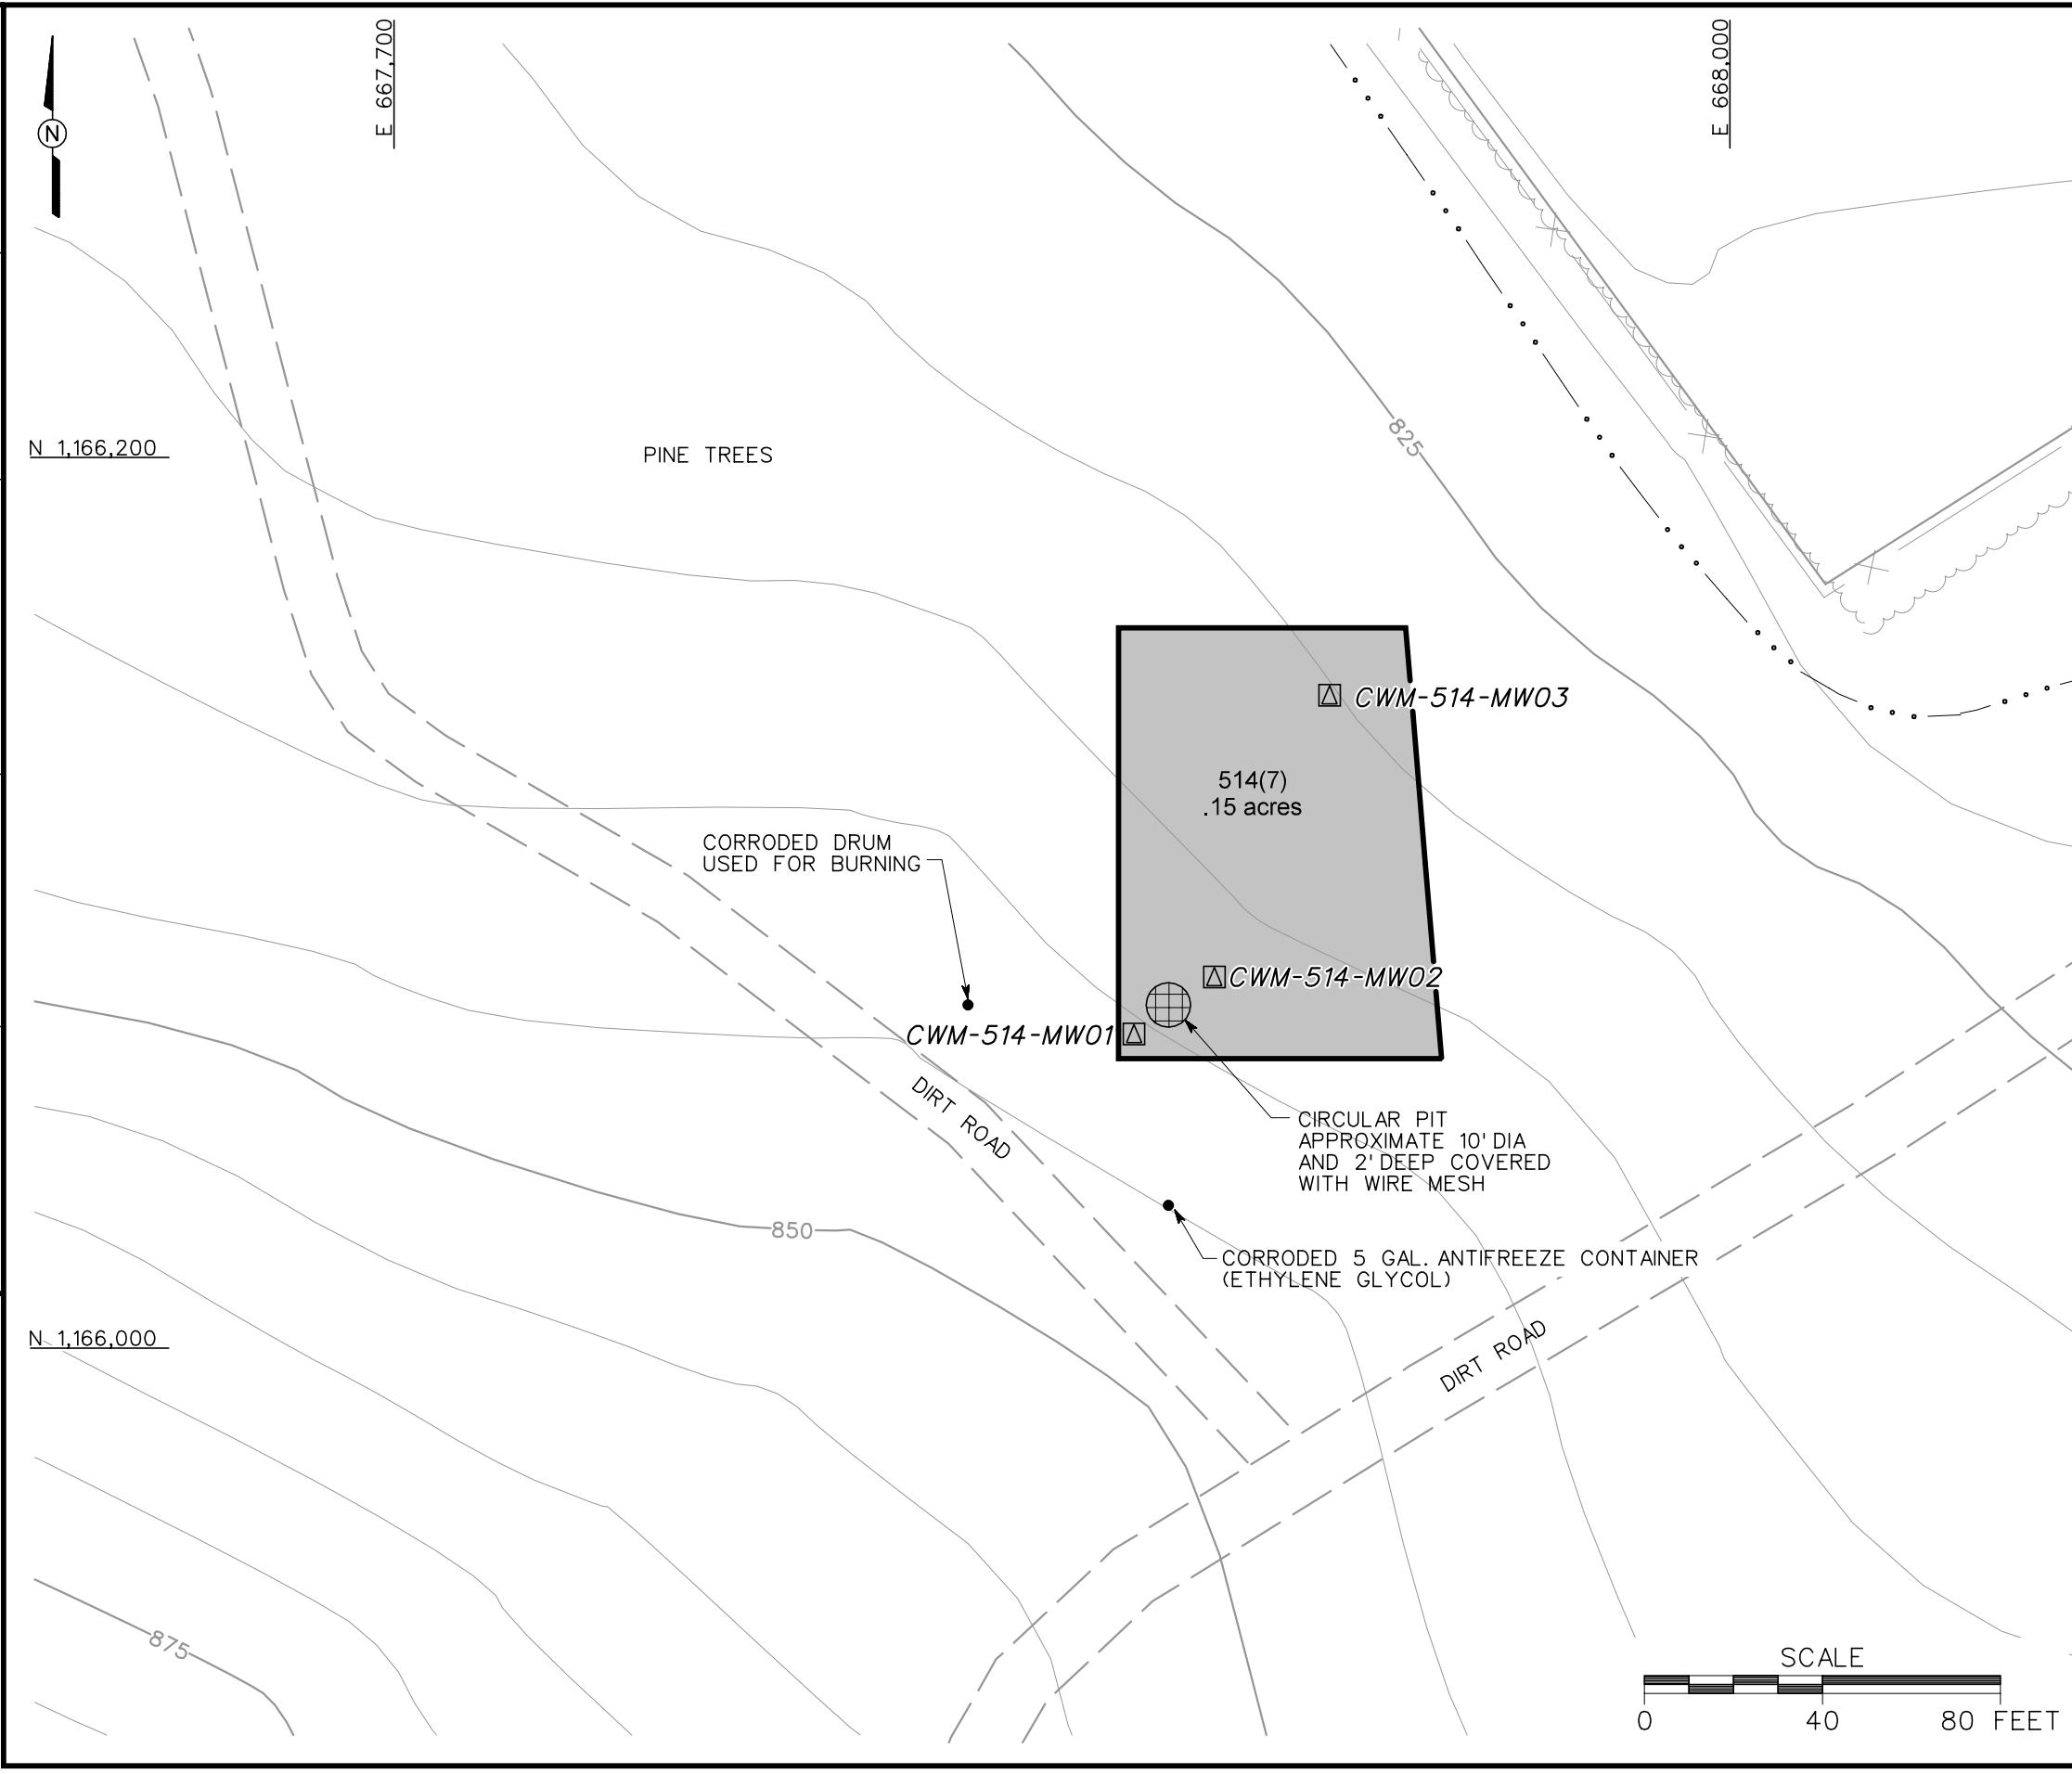 E 667,700
E 668,000
N
N 1,166,200
PINE TREES
825
CWM-514-MW03
514(7)
.15 acres
CORRODED DRUM
USED FOR BURNING
CWM-514-MW02
CWM-514-MW01
DIRT ROAD
CIRCULAR PIT
APPROXIMATE 10' DIA
AND 2' DEEP COVERED
WITH WIRE MESH
850
CORRODED 5 GAL. ANTIFREEZE CONTAINER
(ETHYLENE GLYCOL)
N 1,166,000
DIRT ROAD
875
SCALE
0 40 80 FEET